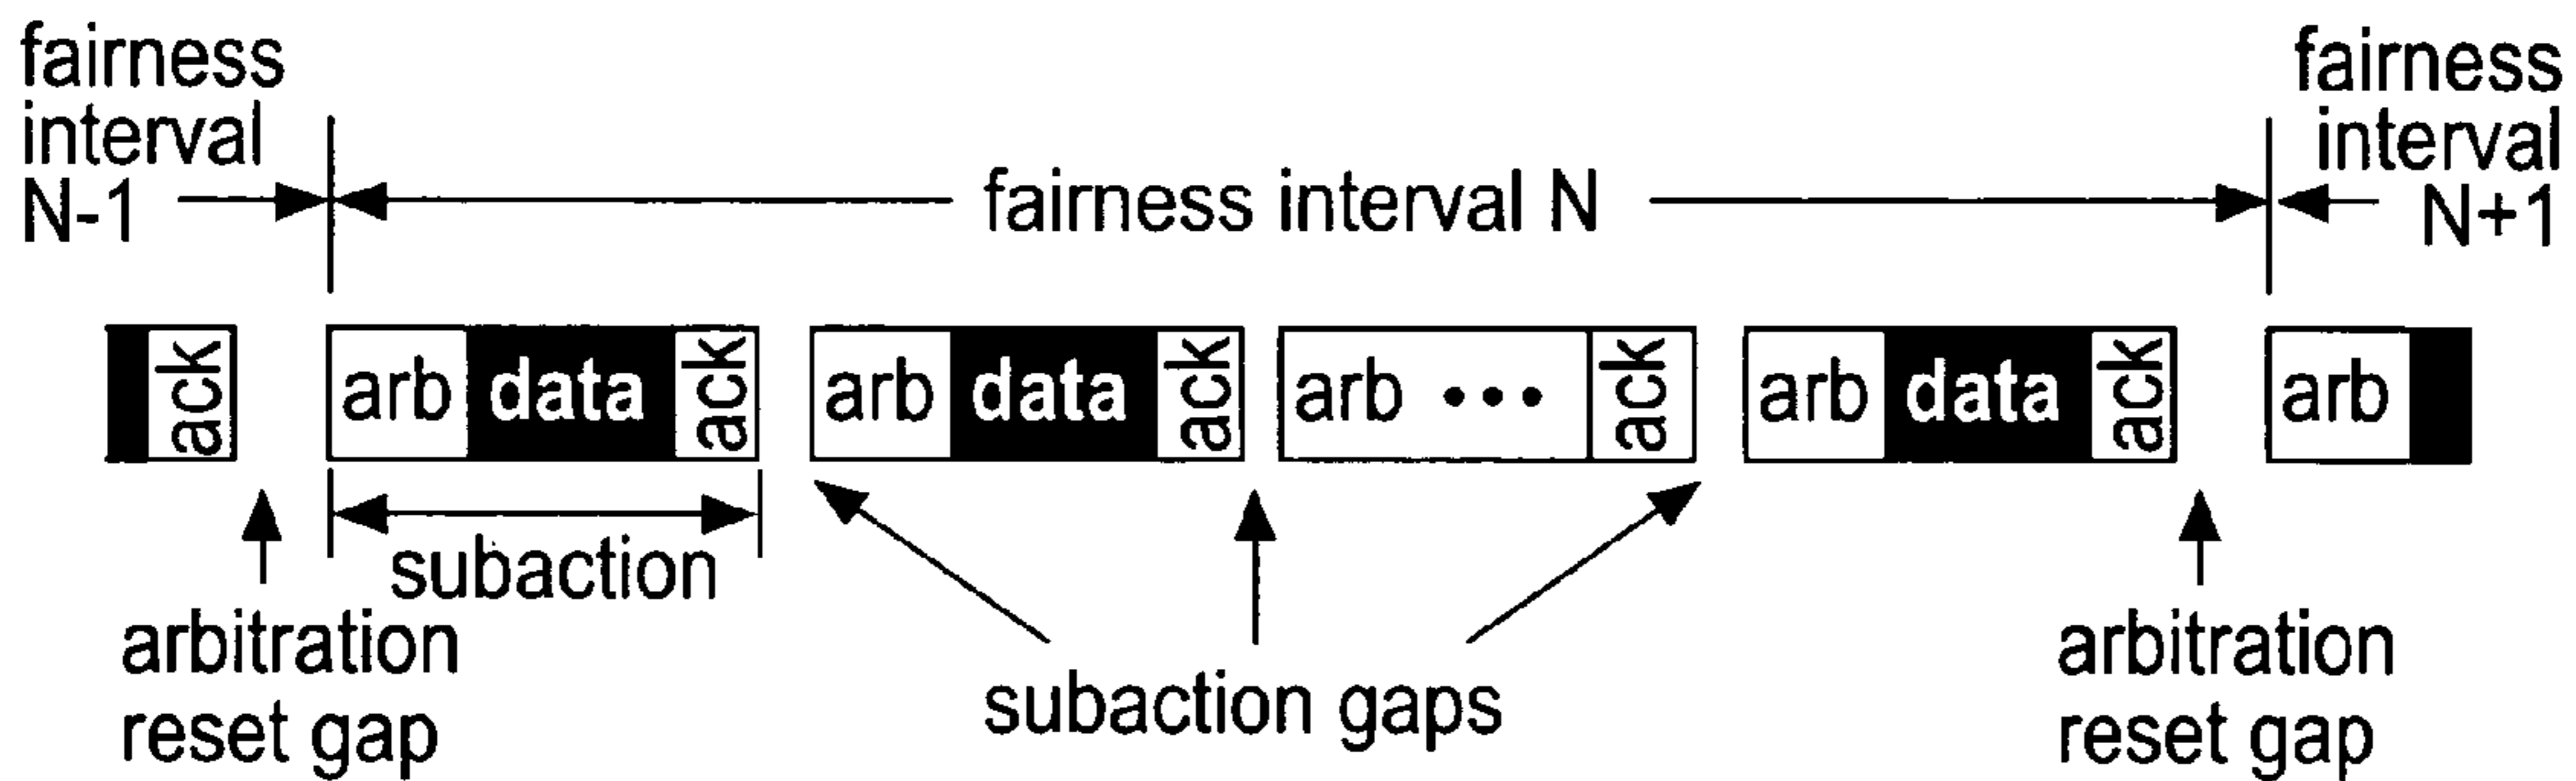 fairness
interval
N-1
fairness interval N
fairness
interval
N+1
ack
arb data ack
arb data ack
arb ••• ack
arb data ack
arb
subaction
arbitration
reset gap
subaction gaps
arbitration
reset gap